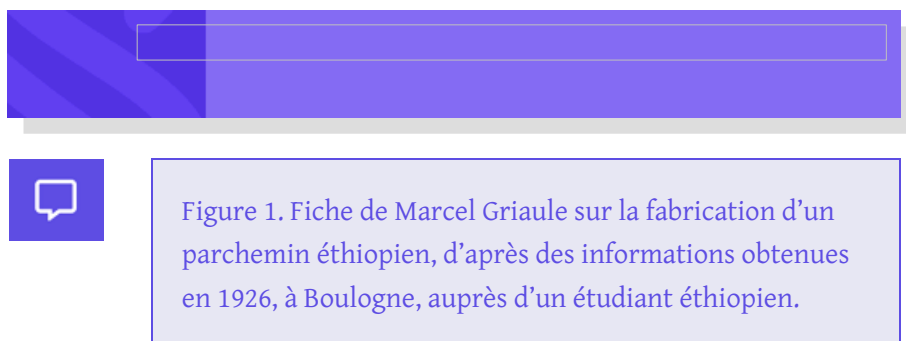 Figure 1. Fiche de Marcel Griaule sur la fabrication d’un
parchemin éthiopien, d’après des informations obtenues
en 1926, à Boulogne, auprès d’un étudiant éthiopien.